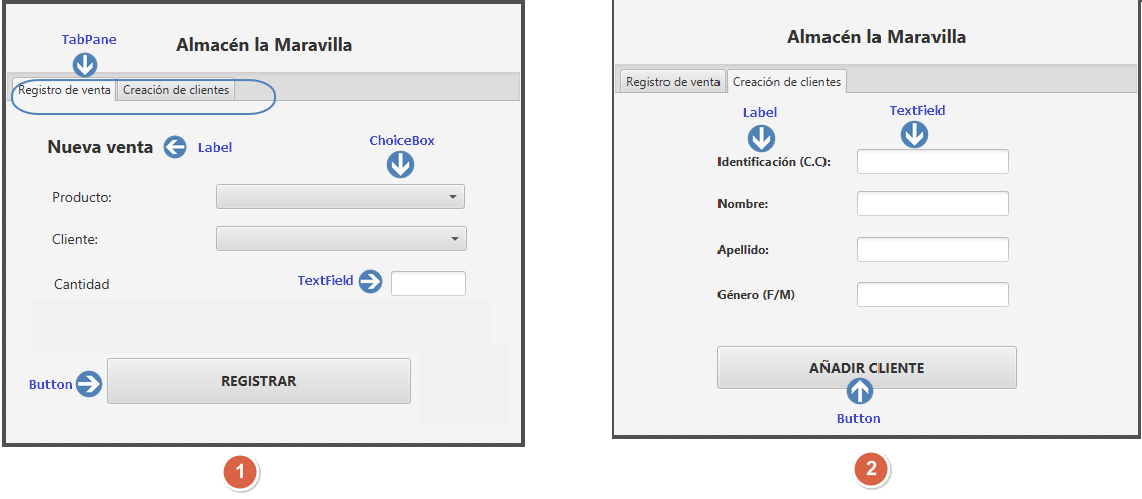 Almacén la Maravilla
TabPane
Registro de venta
Creación de clientes
Nueva venta
Label
ChoiceBox
Producto:
Cliente:
Cantidad
TextField
Button
REGISTRAR
1
Almacén la Maravilla
Registro de venta
Creación de clientes
Label
TextField
Identificación (C.C):
Nombre:
Apellido:
Género (F/M)
AÑADIR CLIENTE
Button
2